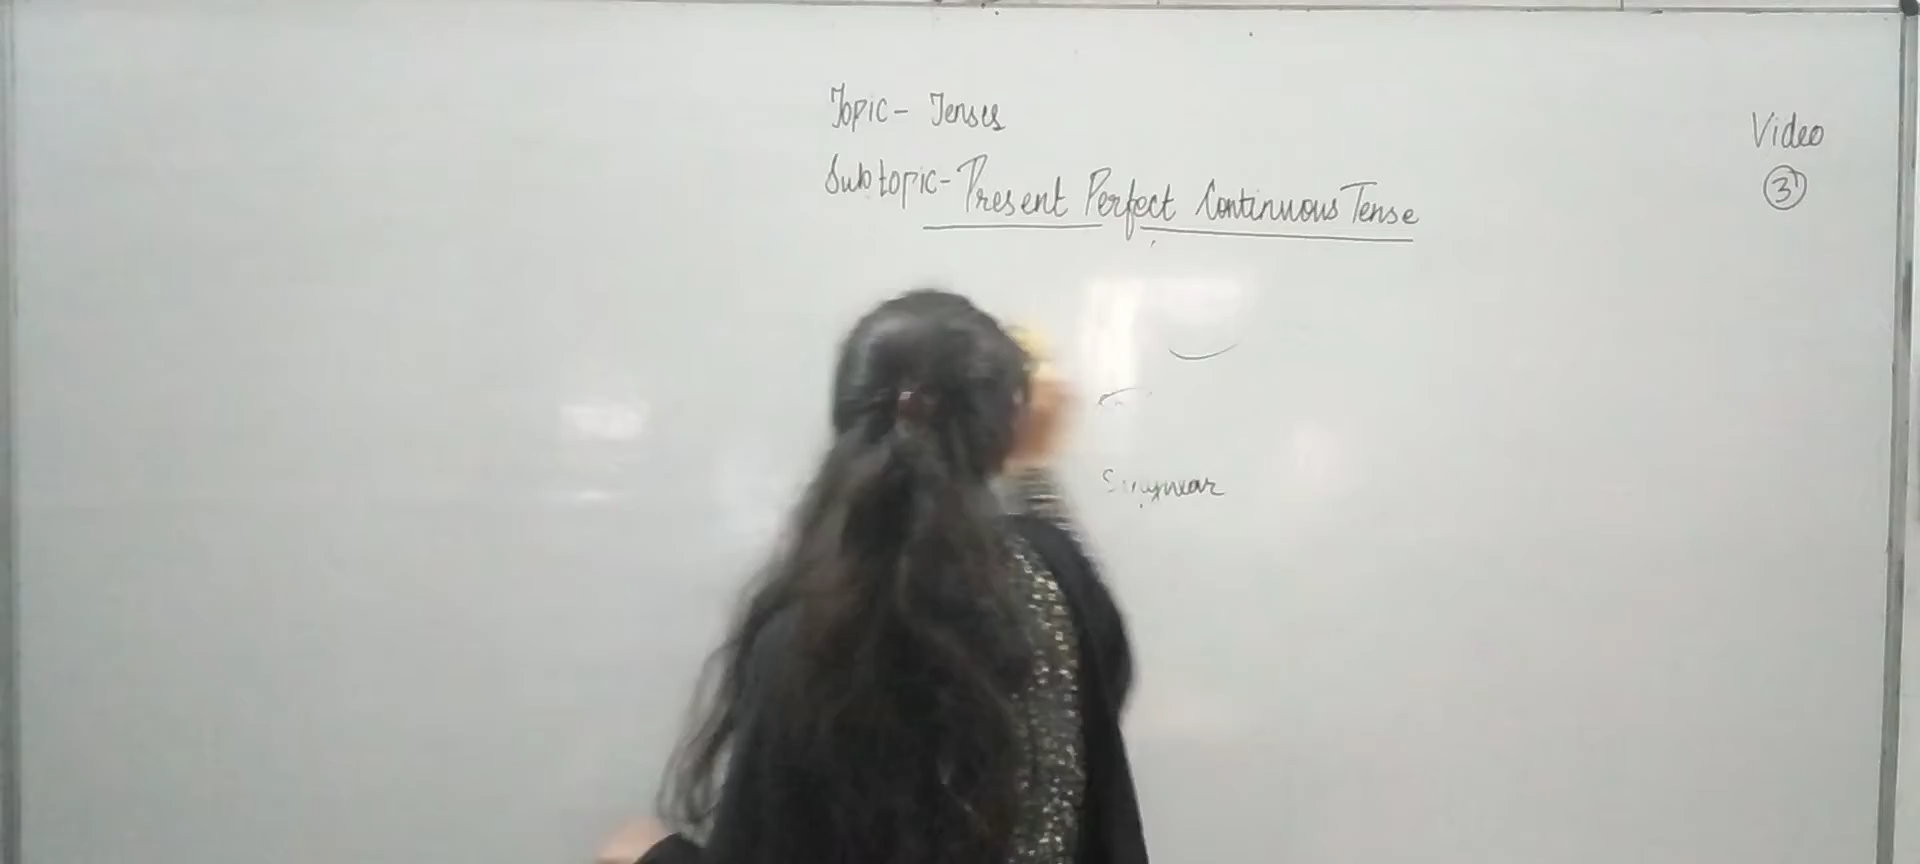 Topic - Tenses
Subtopic - Present Perfect Continuous Tense
Video
3